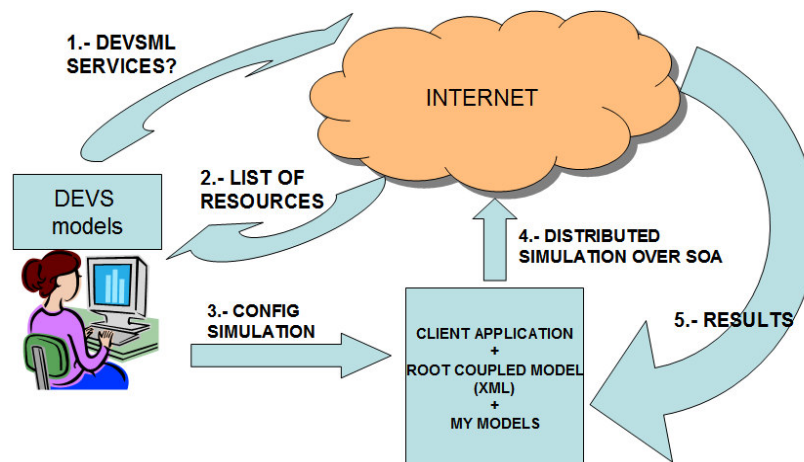 1.- DEVSML
SERVICES?
INTERNET
2.- LIST OF
RESOURCES
DEVS
models
4.- DISTRIBUTED
SIMULATION OVER SOA
3.- CONFIG
SIMULATION
5.- RESULTS
CLIENT APPLICATION
+
ROOT COUPLED MODEL
(XML)
+
MY MODELS